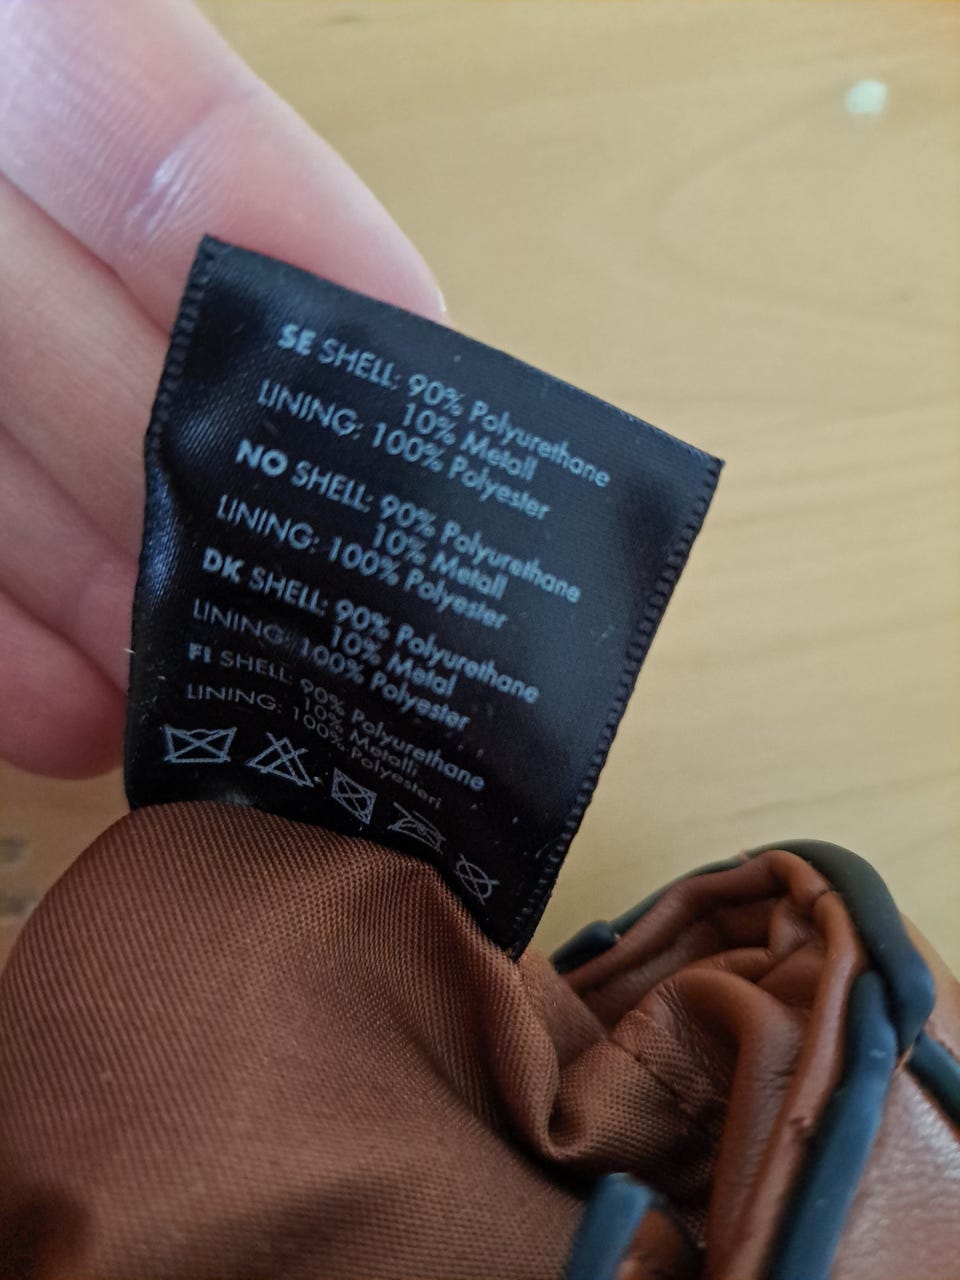 SE SHELL: 90% Polyurethane
10% Metall
LINING: 100% Polyester
NO SHELL: 90% Polyurethane
10% Metall
LINING: 100% Polyester
DK SHELL: 90% Polyurethane
10% Metal
LINING: 100% Polyester
FI SHELL: 90% Polyurethane
10% Metalli
LINING: 100% Polyesteri